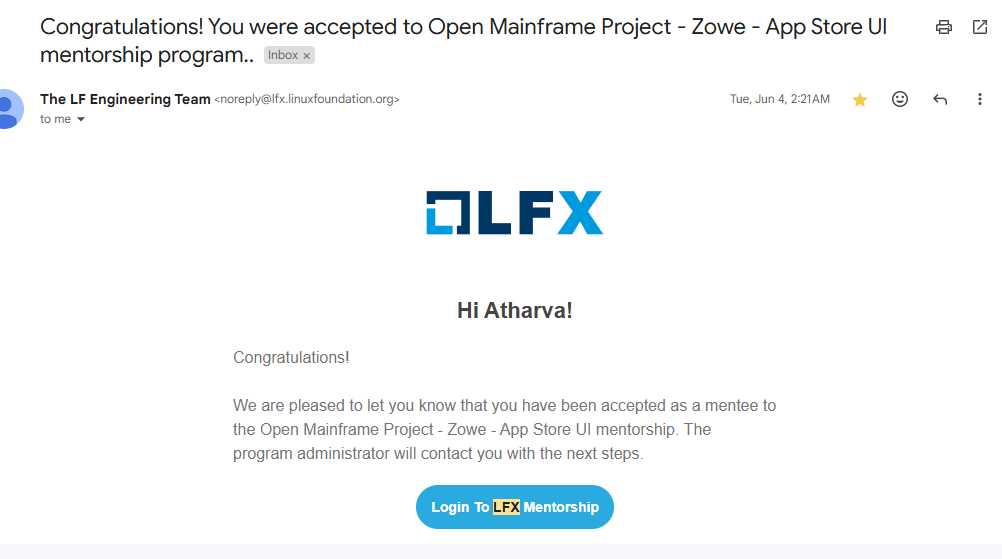 Congratulations! You were accepted to Open Mainframe Project - Zowe - App Store UI
mentorship program.. Inbox ×
The LF Engineering Team <noreply@lfx.linuxfoundation.org> Tue, Jun 4, 2:21 AM
to me
LFX
Hi Atharva!
Congratulations!
We are pleased to let you know that you have been accepted as a mentee to
the Open Mainframe Project - Zowe - App Store UI mentorship. The
program administrator will contact you with the next steps.
Login To LFX Mentorship